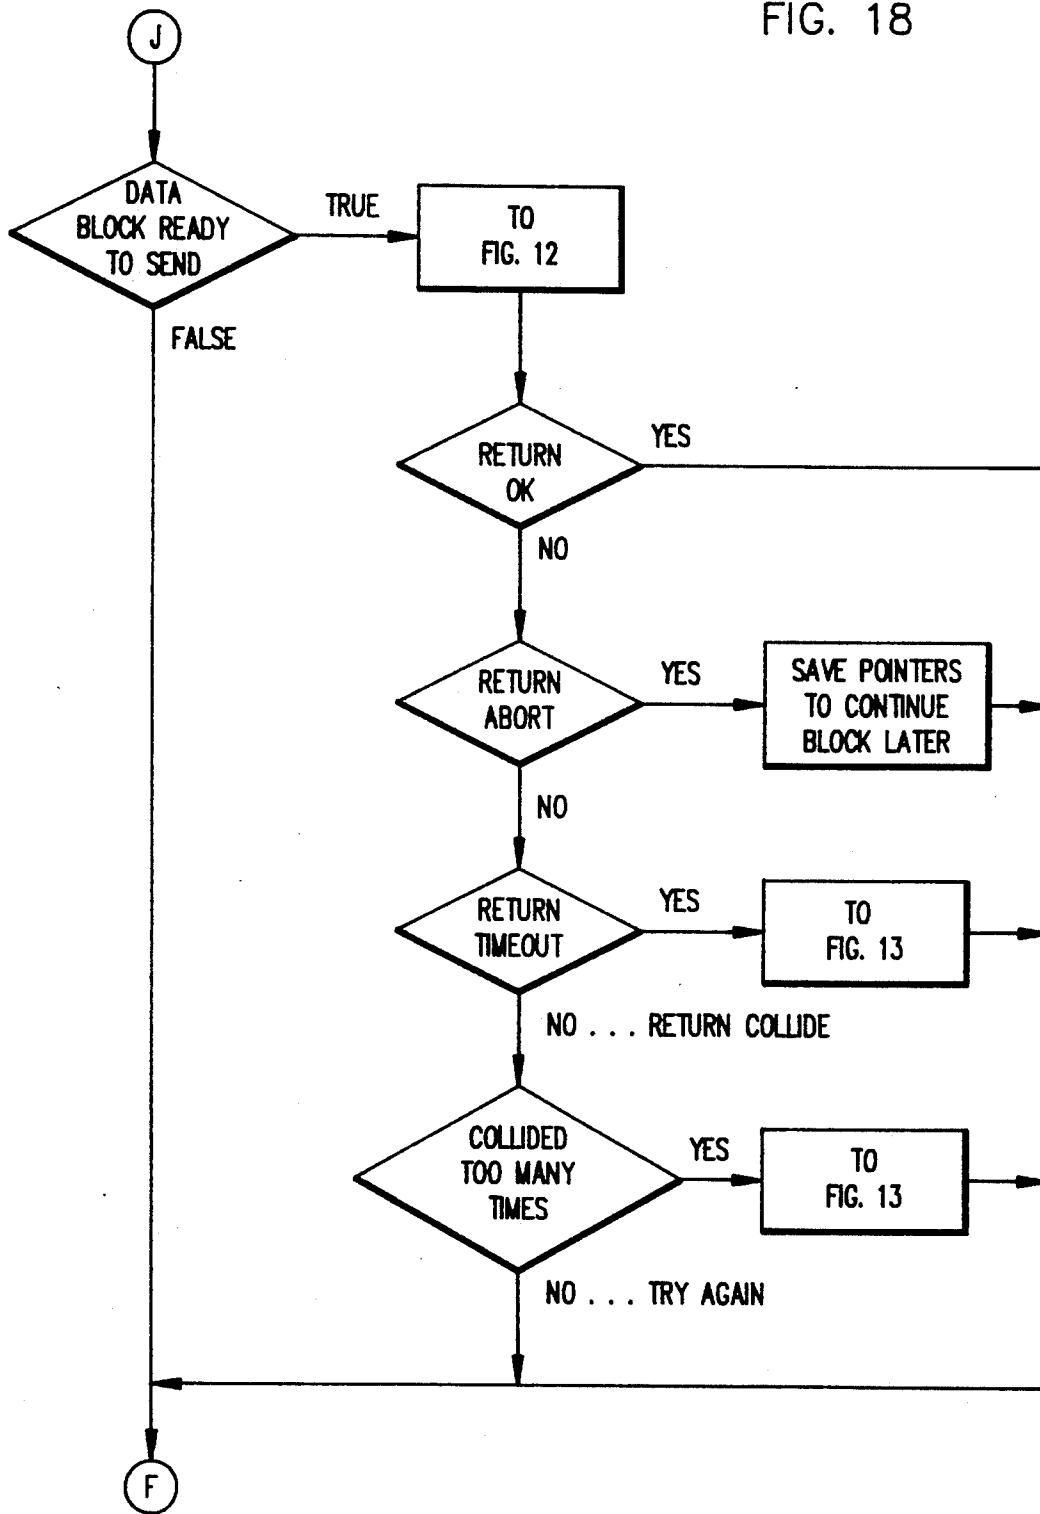 FIG. 18
J
DATA
BLOCK READY
TO SEND
TRUE
TO
FIG. 12
FALSE
RETURN
OK
YES
NO
RETURN
ABORT
YES
SAVE POINTERS
TO CONTINUE
BLOCK LATER
NO
RETURN
TIMEOUT
YES
TO
FIG. 13
NO . . . RETURN COLLIDE
COLLIDED
TOO MANY
TIMES
YES
TO
FIG. 13
NO . . . TRY AGAIN
F